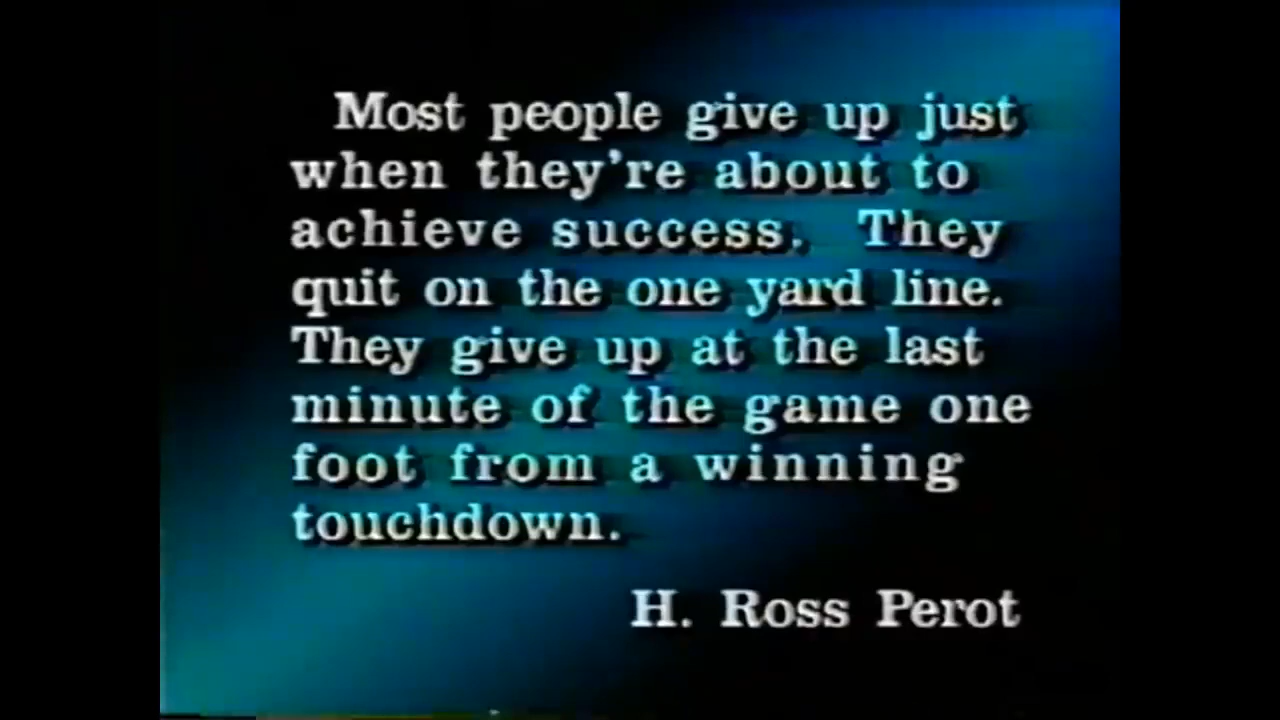 Most people give up just
when they're about to
achieve success. They
quit on the one yard line.
They give up at the last
minute of the game one
foot from a winning
touchdown.
H. Ross Perot